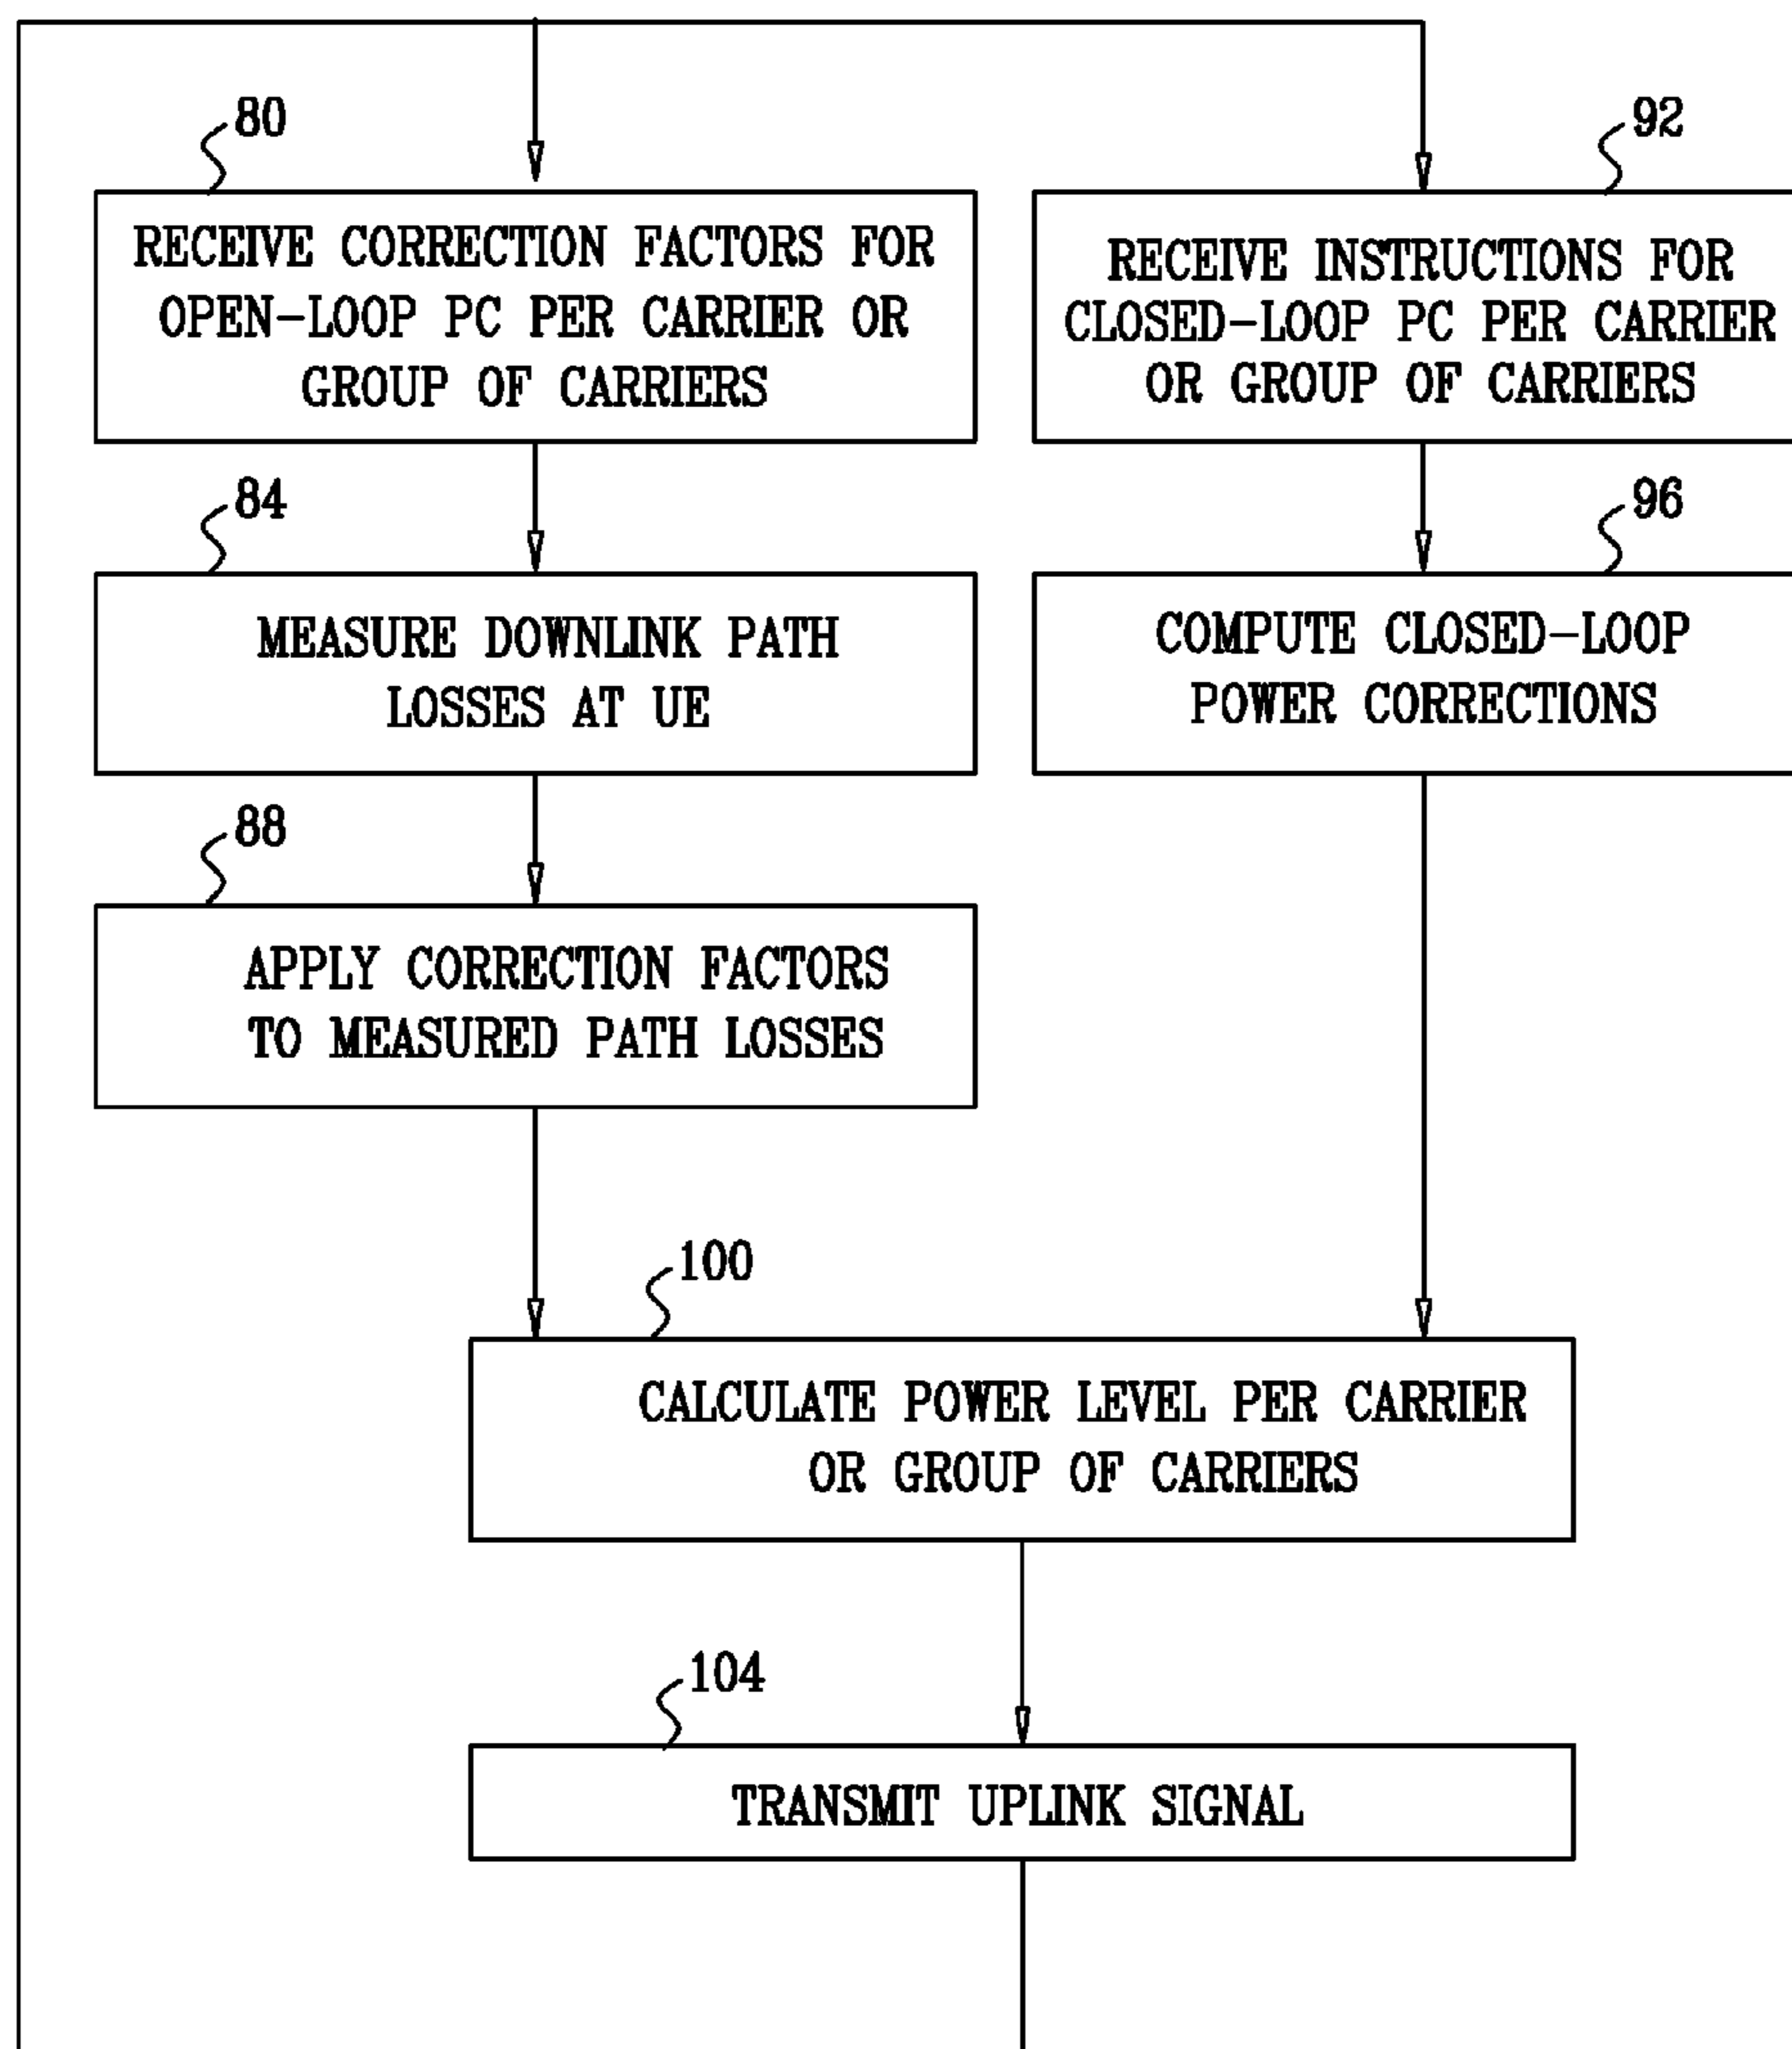 80
RECEIVE CORRECTION FACTORS FOR
OPEN-LOOP PC PER CARRIER OR
GROUP OF CARRIERS
92
RECEIVE INSTRUCTIONS FOR
CLOSED-LOOP PC PER CARRIER
OR GROUP OF CARRIERS
84
MEASURE DOWNLINK PATH
LOSSES AT UE
96
COMPUTE CLOSED-LOOP
POWER CORRECTIONS
88
APPLY CORRECTION FACTORS
TO MEASURED PATH LOSSES
100
CALCULATE POWER LEVEL PER CARRIER
OR GROUP OF CARRIERS
104
TRANSMIT UPLINK SIGNAL